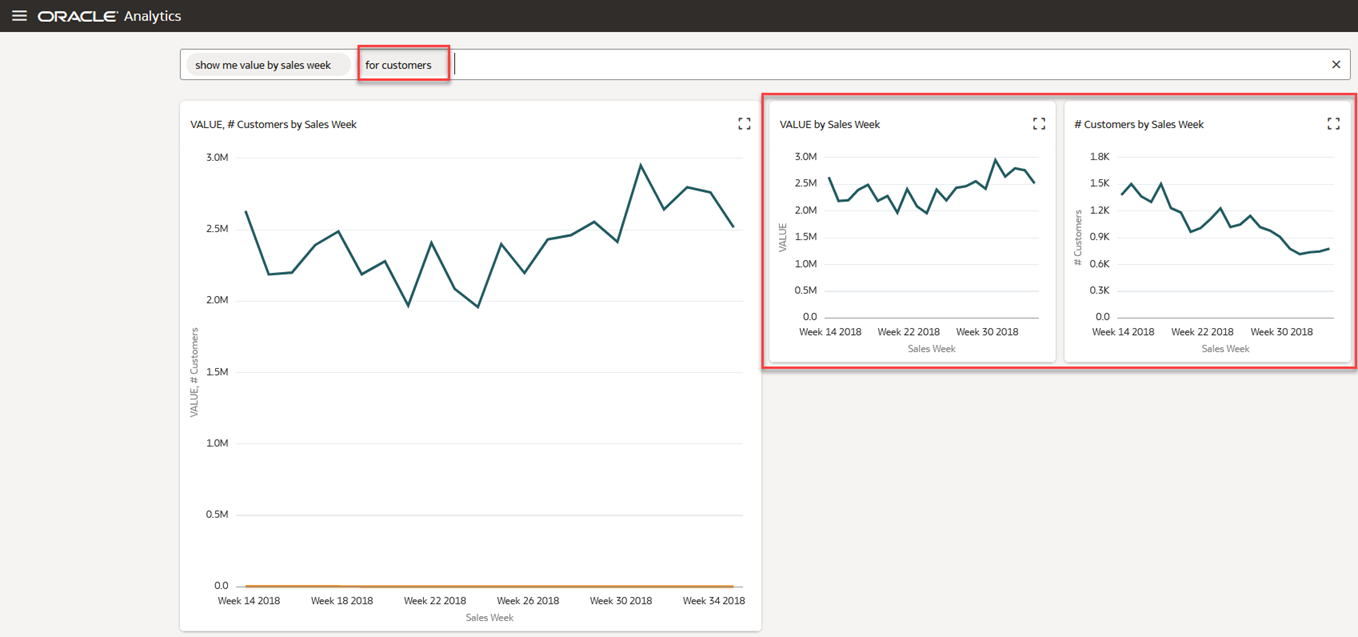 ORACLE Analytics
show me value by sales week for customers
VALUE, # Customers by Sales Week
3.0M
2.5M
2.0M
1.5M
1.0M
0.5M
0.0
VALUE, # Customers
Week 14 2018 Week 18 2018 Week 22 2018 Week 26 2018 Week 30 2018 Week 34 2018
Sales Week
VALUE by Sales Week
3.0M
2.5M
2.0M
1.5M
1.0M
0.5M
0.0
VALUE
Week 14 2018 Week 22 2018 Week 30 2018
Sales Week
# Customers by Sales Week
1.8K
1.5K
1.2K
0.9K
0.6K
0.3K
0.0
# Customers
Week 14 2018 Week 22 2018 Week 30 2018
Sales Week